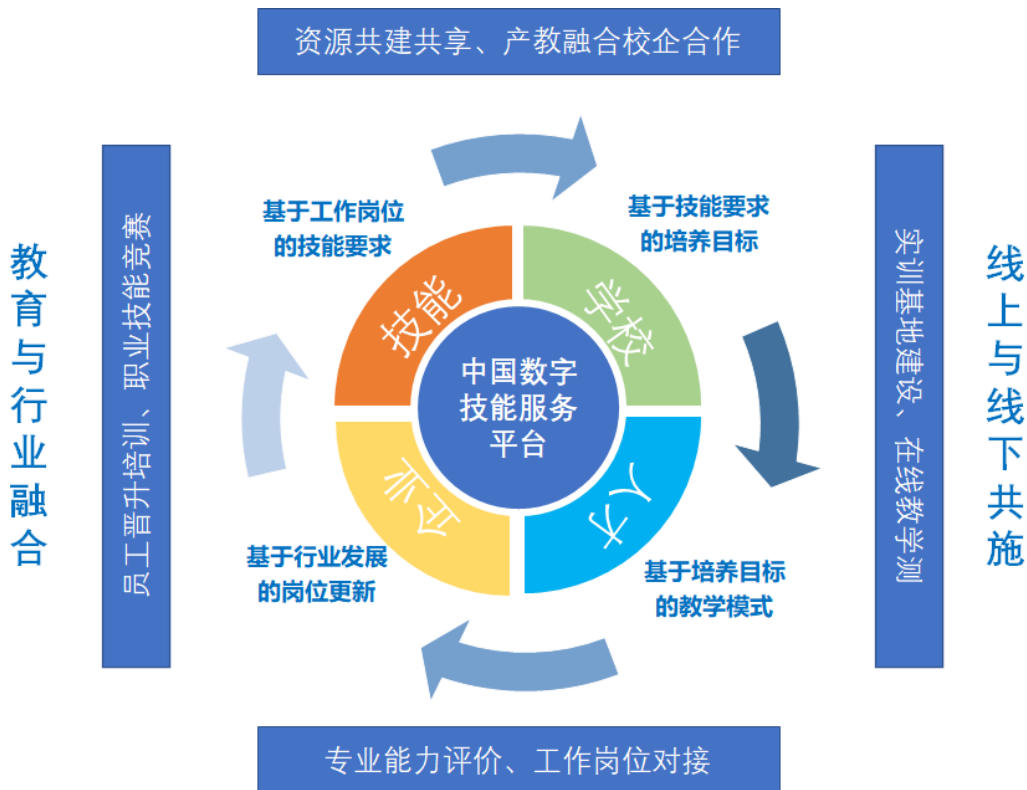 资源共建共享、产教融合校企合作
教育与行业融合
员工晋升培训、职业技能竞赛
基于工作岗位
的技能要求
基于技能要求
的培养目标
技能
学校
中国数字
技能服务
平台
企业
人才
基于行业发展
的岗位更新
基于培养目标
的教学模式
实训基地建设、在线教学测
线上与线下共施
专业能力评价、工作岗位对接